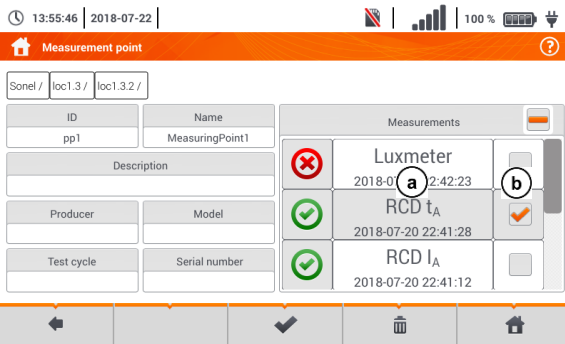 13:55:46 2018-07-22 100 %
Measurement point ?
Sonel / loc1.3 / loc1.3.2 /
ID Name
pp1 MeasuringPoint1
Description
Producer Model
Test cycle Serial number
Measurements
Luxmeter
2018-07 2:42:23
a b
RCD tA
2018-07-20 22:41:28
RCD IA
2018-07-20 22:41:12